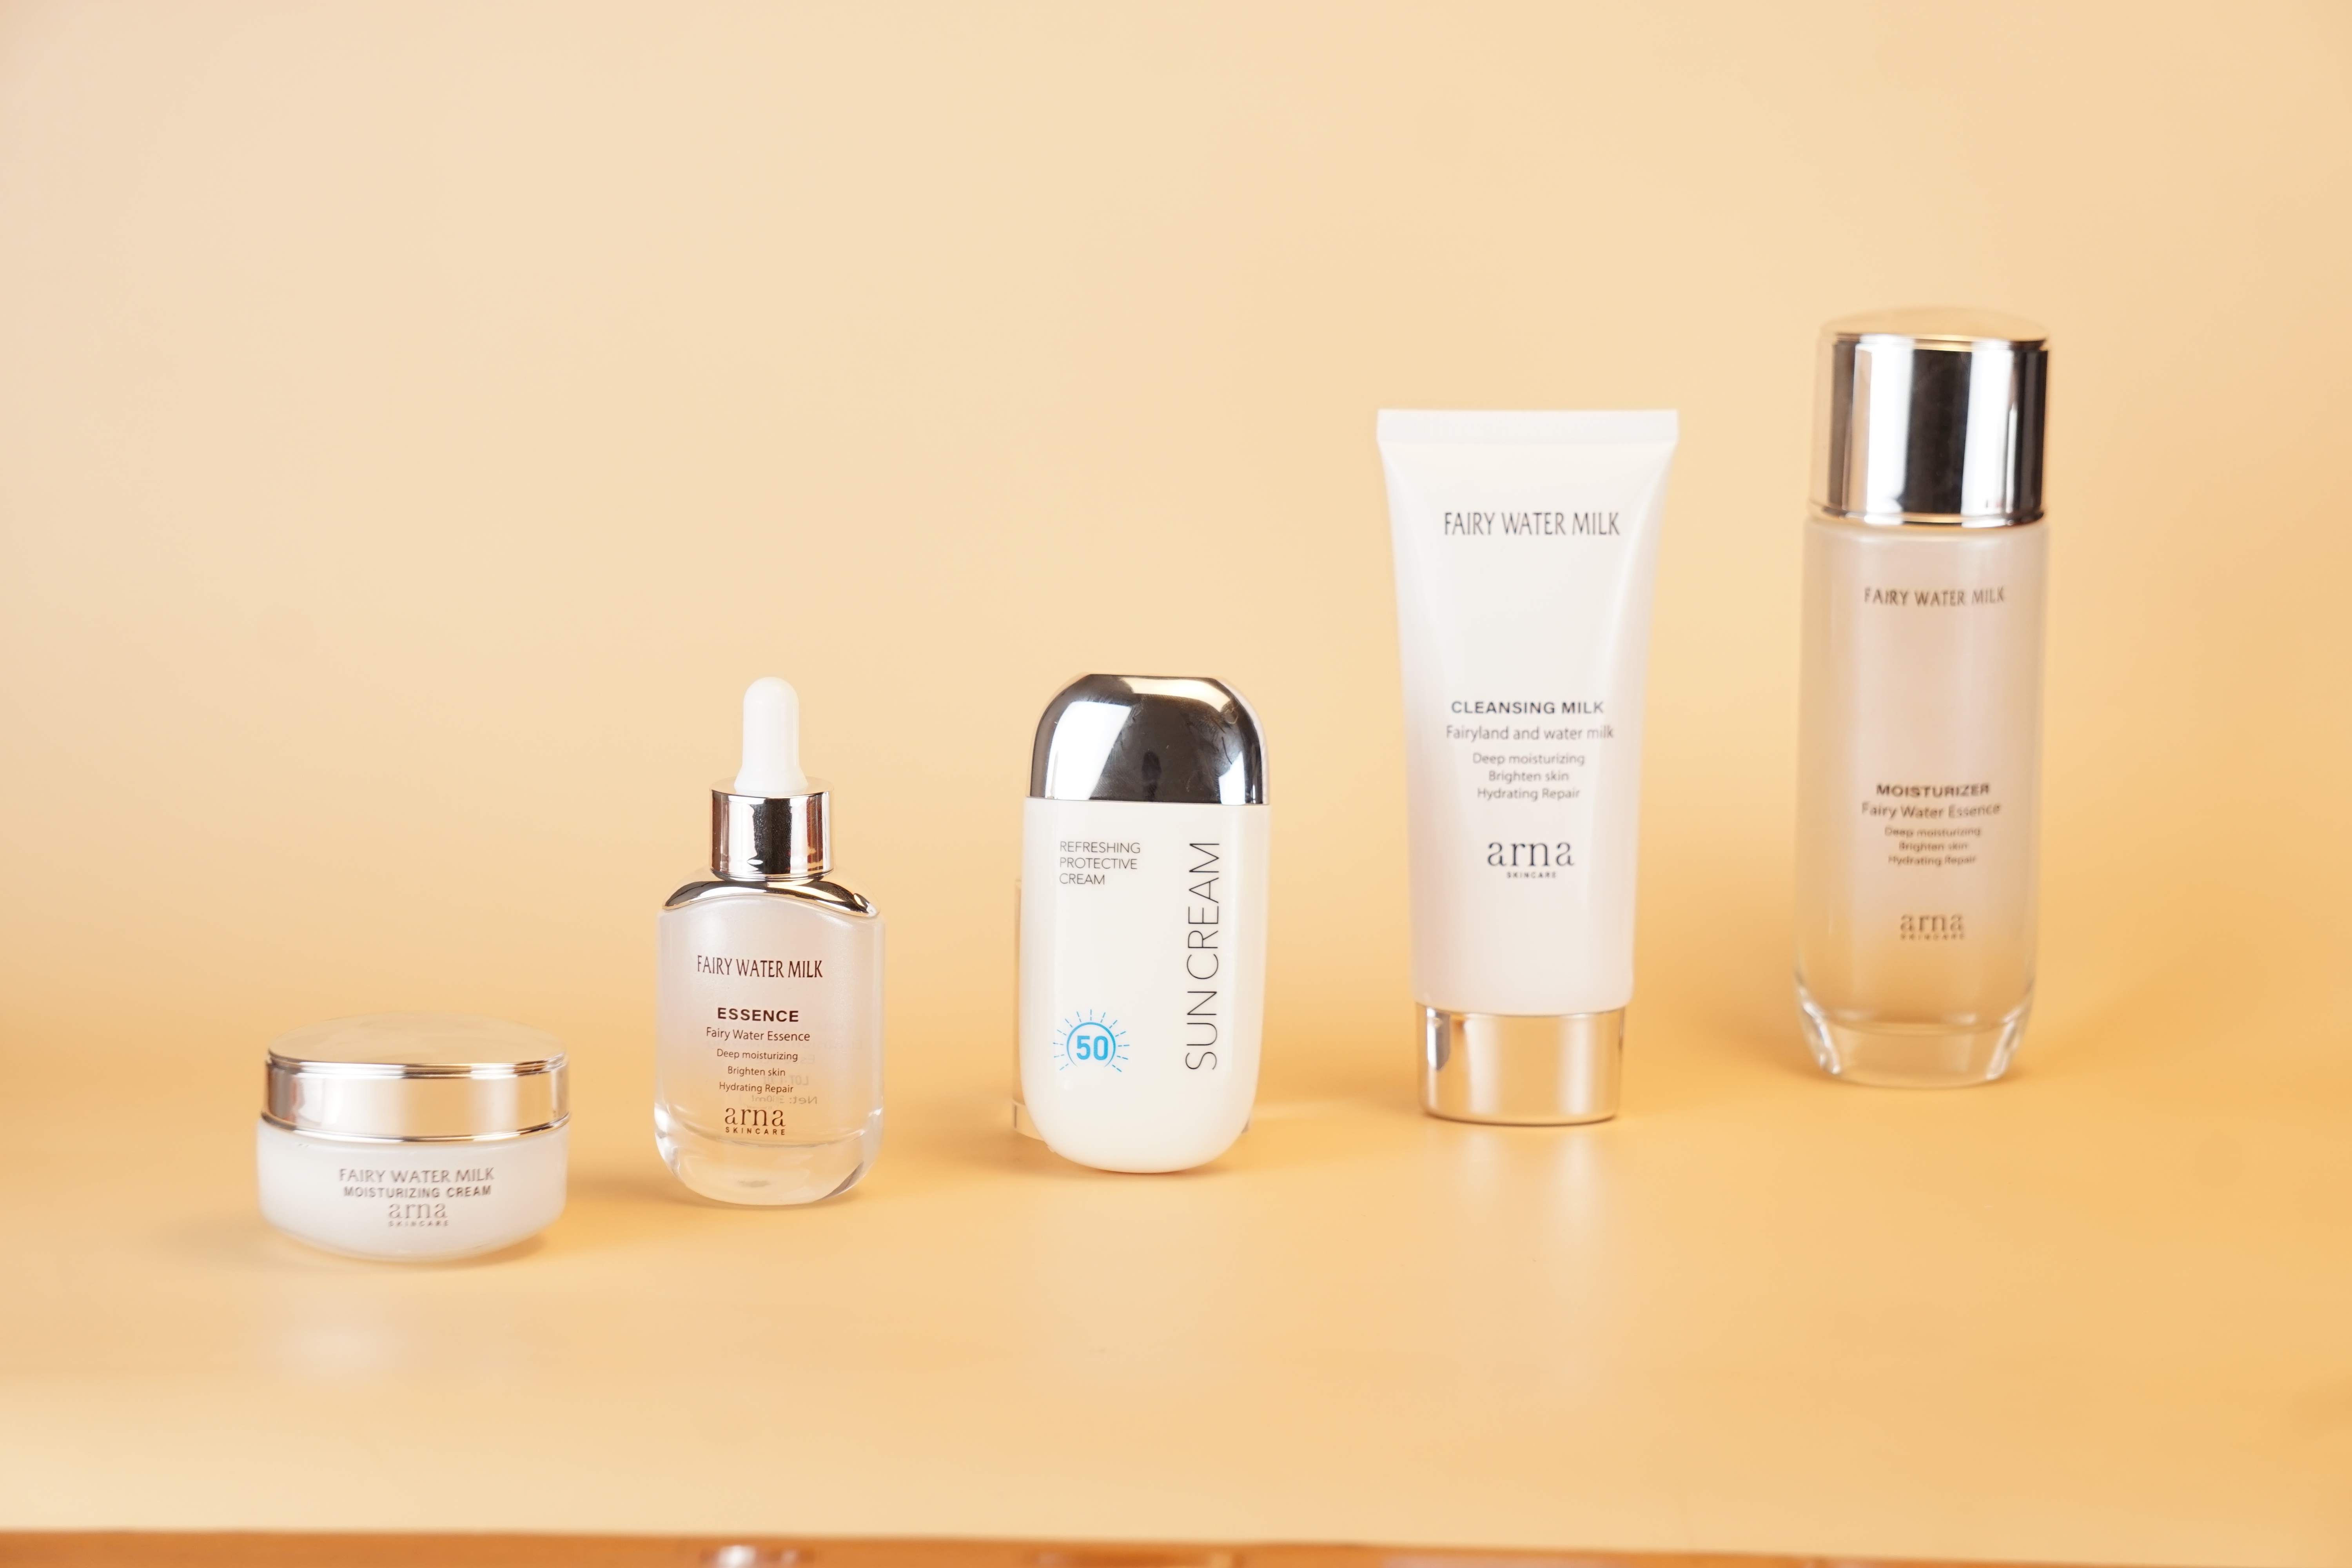 FAIRY WATER MILK
MOISTURIZING CREAM
arna
SKINCARE
FAIRY WATER MILK
ESSENCE
Fairy Water Essence
Deep moisturizing
Brighten skin
Hydrating Repair
arna
SKINCARE
REFRESHING
PROTECTIVE
CREAM
SUN CREAM
50
FAIRY WATER MILK
CLEANSING MILK
Fairyland and water milk
Deep moisturizing
Brighten skin
Hydrating Repair
arna
SKINCARE
FAIRY WATER MILK
MOISTURIZER
Fairy Water Essence
Deep moisturizing
Brighten skin
Hydrating Repair
arna
SKINCARE